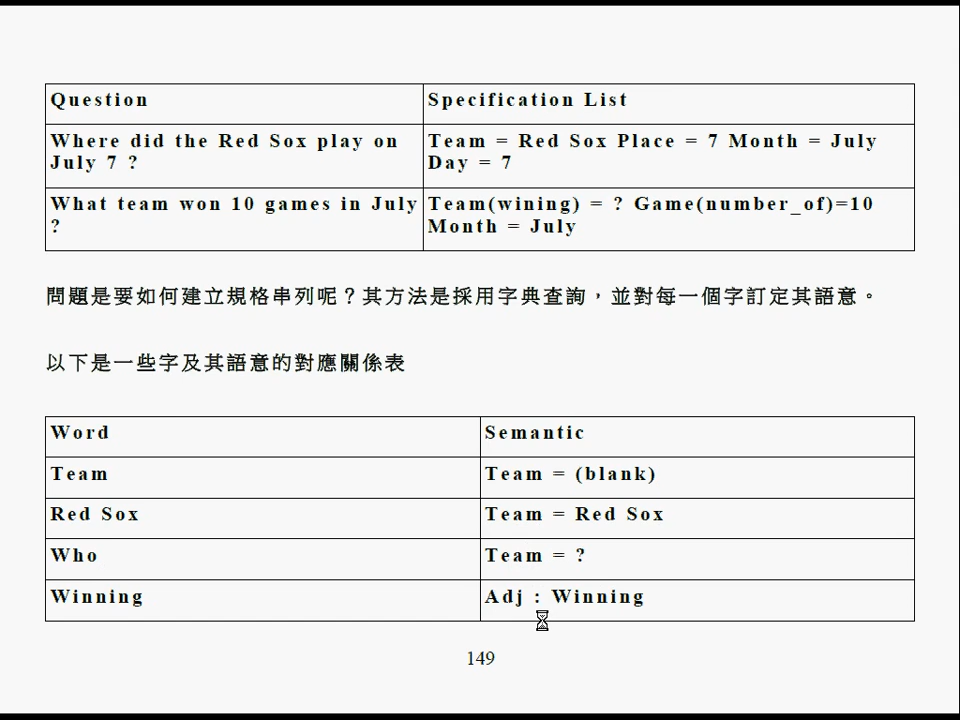 Question Specification List
Where did the Red Sox play on July 7 ?
Team = Red Sox Place = 7 Month = July
Day = 7
What team won 10 games in July
?
Team(wining) = ? Game(number_of)=10
Month = July
問題是要如何建立規格串列呢？其方法是採用字典查詢，並對每一個字訂定其語意。
以下是一些字及其語意的對應關係表
Word Semantic
Team Team = (blank)
Red Sox Team = Red Sox
Who Team = ?
Winning Adj : Winning
149